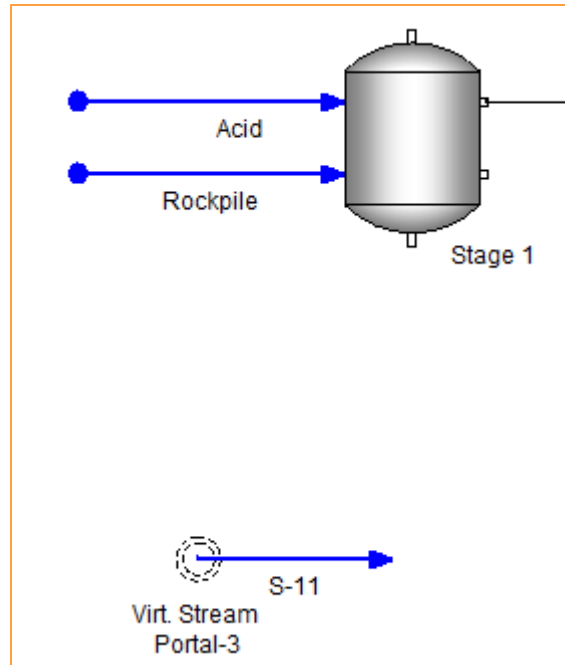 Acid
Rockpile
Stage 1
S-11
Virt. Stream
Portal-3